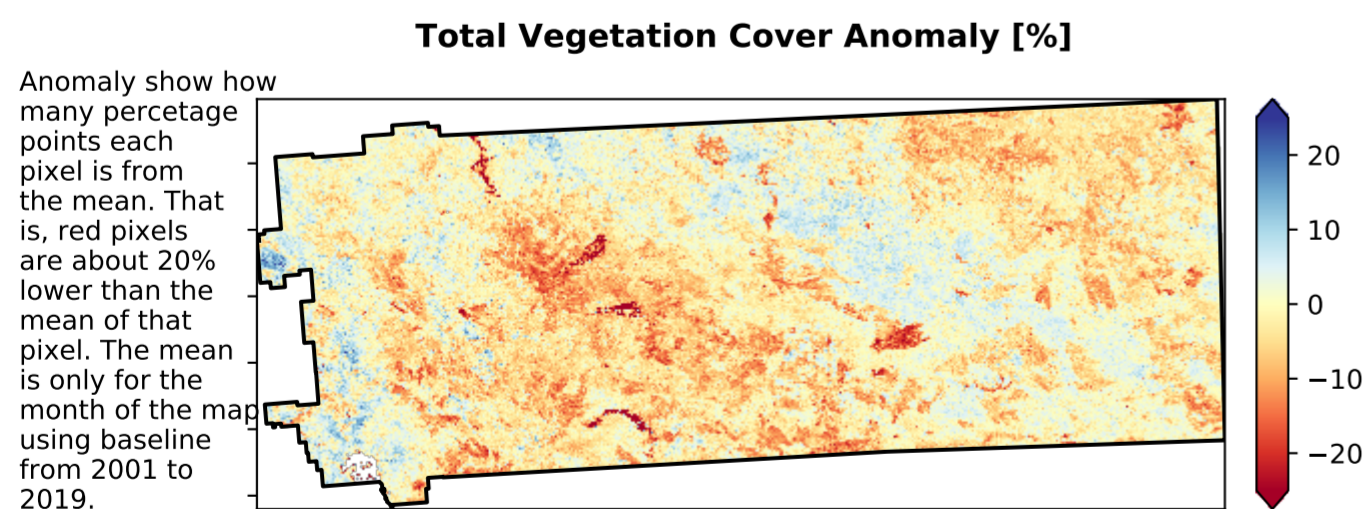 Total Vegetation Cover Anomaly [%]
Anomaly show how
many percetage
points each
pixel is from
the mean. That
is, red pixels
are about 20%
lower than the
mean of that
pixel. The mean
is only for the
month of the map
using baseline
from 2001 to
2019.
20
10
0
−10
−20